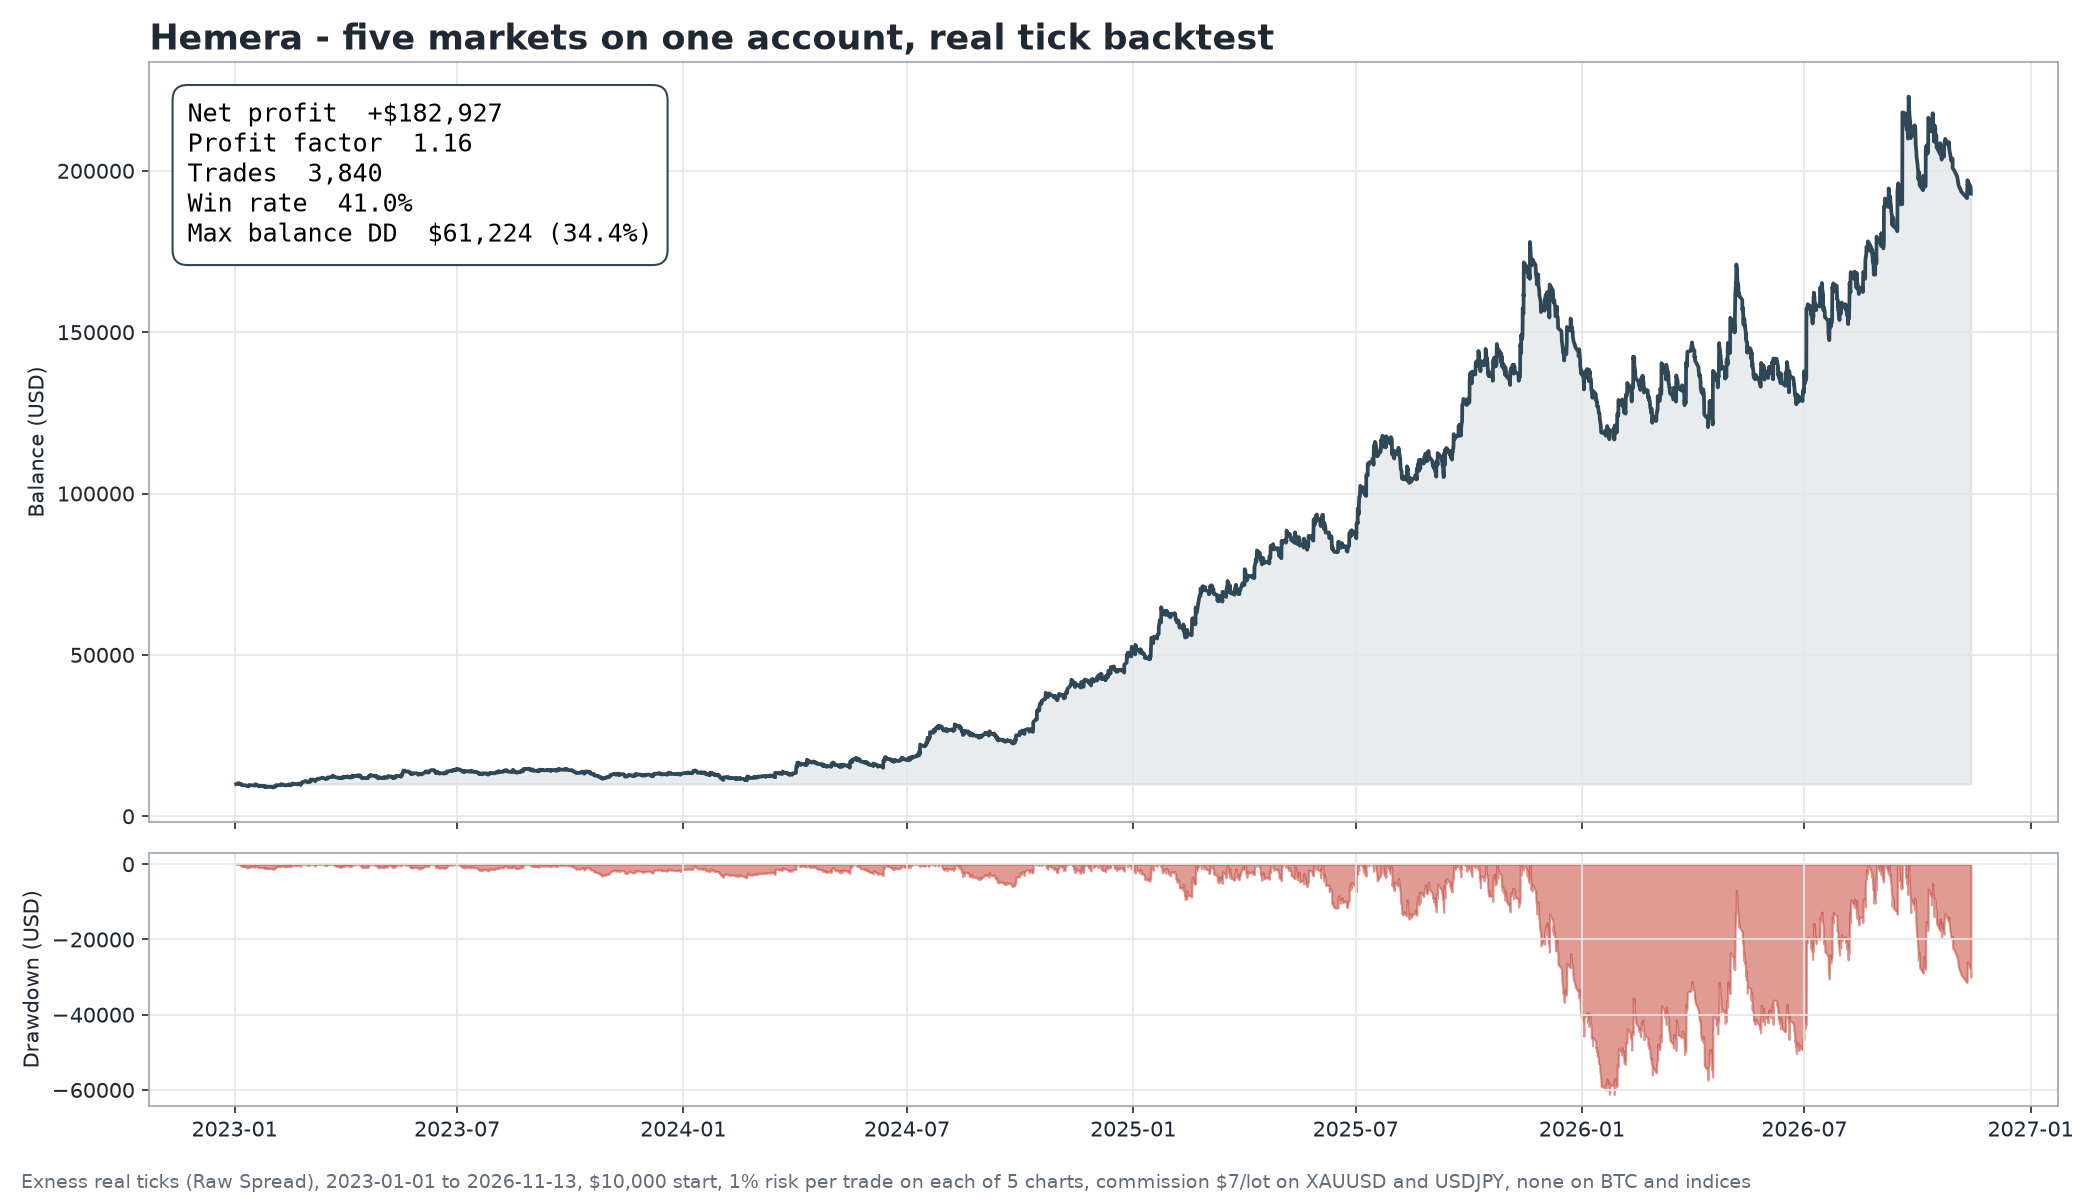 Hemera - five markets on one account, real tick backtest
Net profit  +$182,927
Profit factor  1.16
Trades  3,840
Win rate  41.0%
Max balance DD  $61,224 (34.4%)
Balance (USD)
200000
150000
100000
50000
0
Drawdown (USD)
0
−20000
−40000
−60000
2023-01
2023-07
2024-01
2024-07
2025-01
2025-07
2026-01
2026-07
2027-01
Exness real ticks (Raw Spread), 2023-01-01 to 2026-11-13, $10,000 start, 1% risk per trade on each of 5 charts, commission $7/lot on XAUUSD and USDJPY, none on BTC and indices